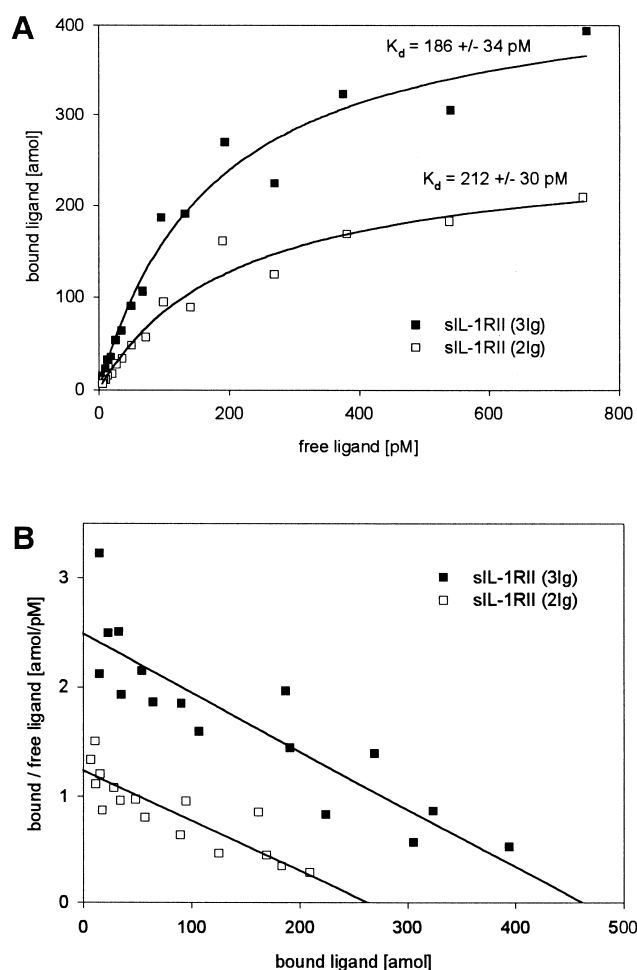 A
400
300
200
100
0
bound ligand [amol]
K_d = 186 +/- 34 pM
K_d = 212 +/- 30 pM
sIL-1RII (3Ig)
sIL-1RII (2Ig)
0 200 400 600 800
free ligand [pM]
B
3
2
1
0
bound / free ligand [amol/pM]
sIL-1RII (3Ig)
sIL-1RII (2Ig)
0 100 200 300 400 500
bound ligand [amol]